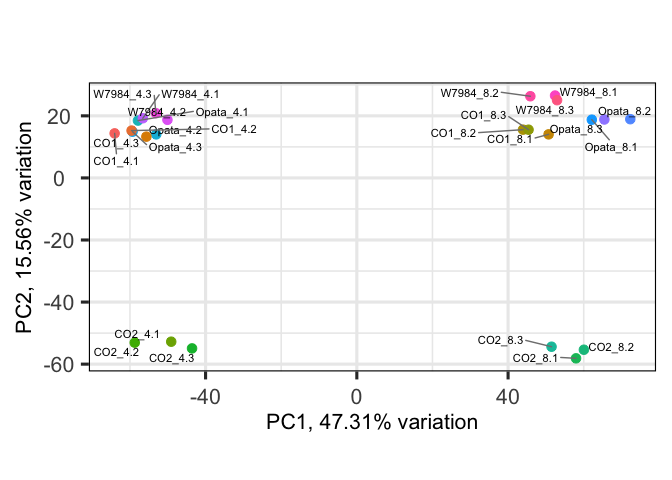 W7984_4.3
W7984_4.1
W7984_4.2
Opata_4.1
Opata_4.2
CO1_4.2
CO1_4.3
Opata_4.3
CO1_4.1
W7984_8.2
W7984_8.1
W7984_8.3
Opata_8.2
CO1_8.3
CO1_8.2
Opata_8.3
CO1_8.1
Opata_8.1
CO2_4.1
CO2_4.2
CO2_4.3
CO2_8.3
CO2_8.2
CO2_8.1
20
0
-20
-40
-60
PC2, 15.56% variation
-40
0
40
PC1, 47.31% variation